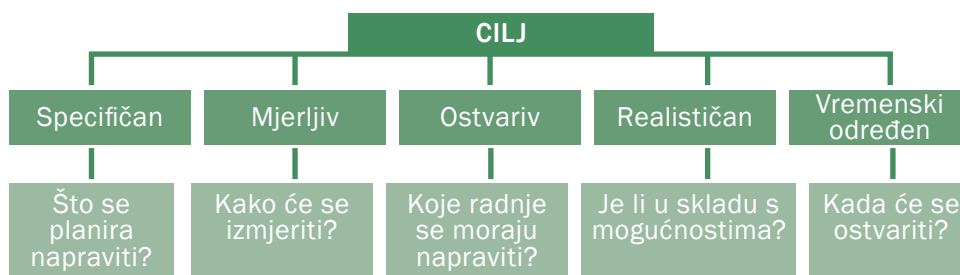 CILJ
Specifičan
Mjerljiv
Ostvariv
Realističan
Vremenski
određen
Što se
planira
napraviti?
Kako će se
izmjeriti?
Koje radnje
se moraju
napraviti?
Je li u skladu s
mogućnostima?
Kada će se
ostvariti?